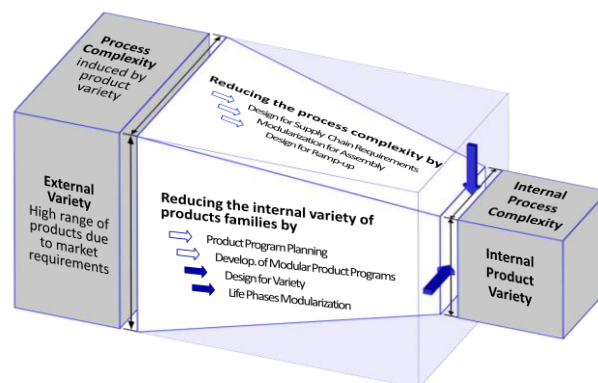 Process
Complexity
induced by
product
variety
Reducing the process complexity by
Design for Supply Chain Requirements
Modularization for Assembly
Design for Ramp-up
External
Variety
High range of
products due
to market
requirements
Reducing the internal variety of
products families by
Product Program Planning
Develop. of Modular Product Programs
Design for Variety
Life Phases Modularization
Internal
Process
Complexity
Internal
Product
Variety